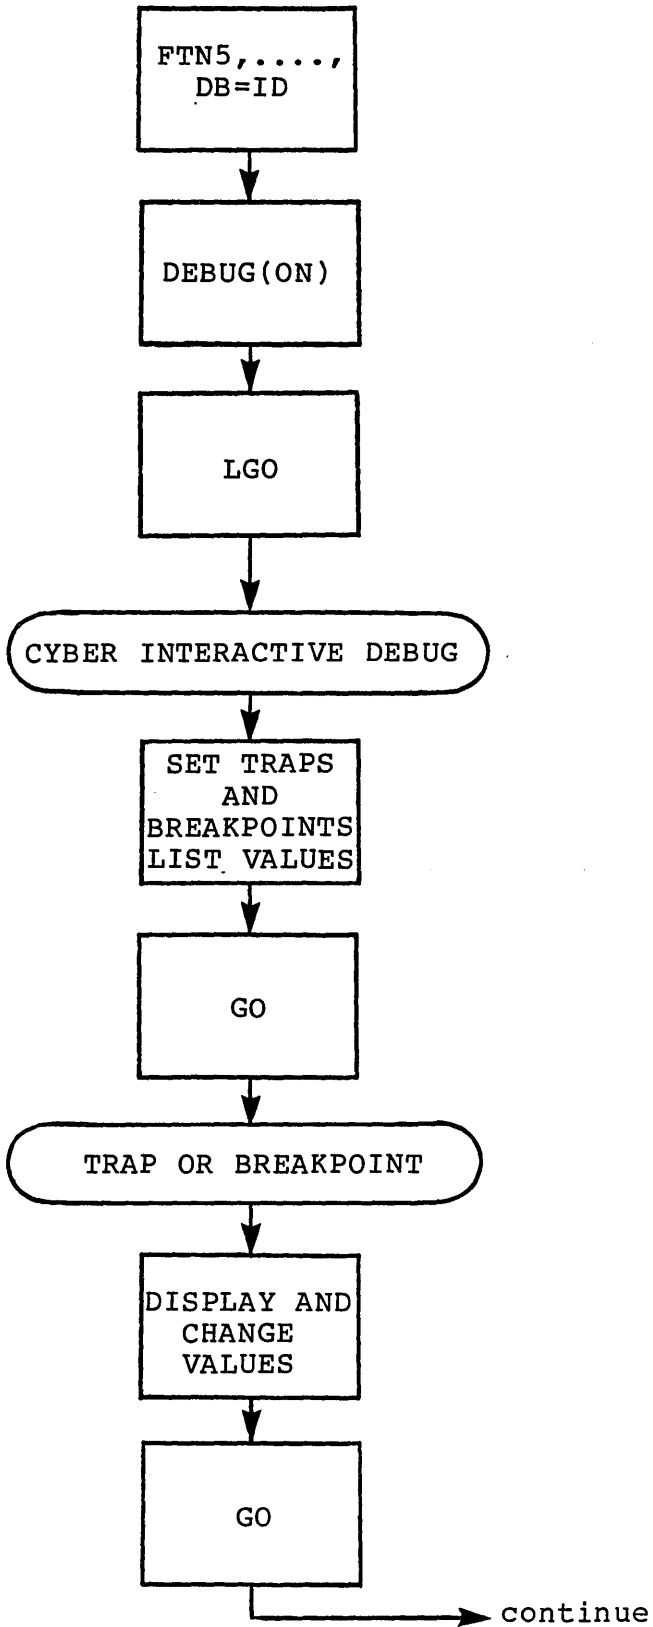 FTN5,....,
DB=ID
DEBUG(ON)
LGO
CYBER INTERACTIVE DEBUG
SET TRAPS
AND
BREAKPOINTS
LIST VALUES
GO
TRAP OR BREAKPOINT
DISPLAY AND
CHANGE
VALUES
GO
continue